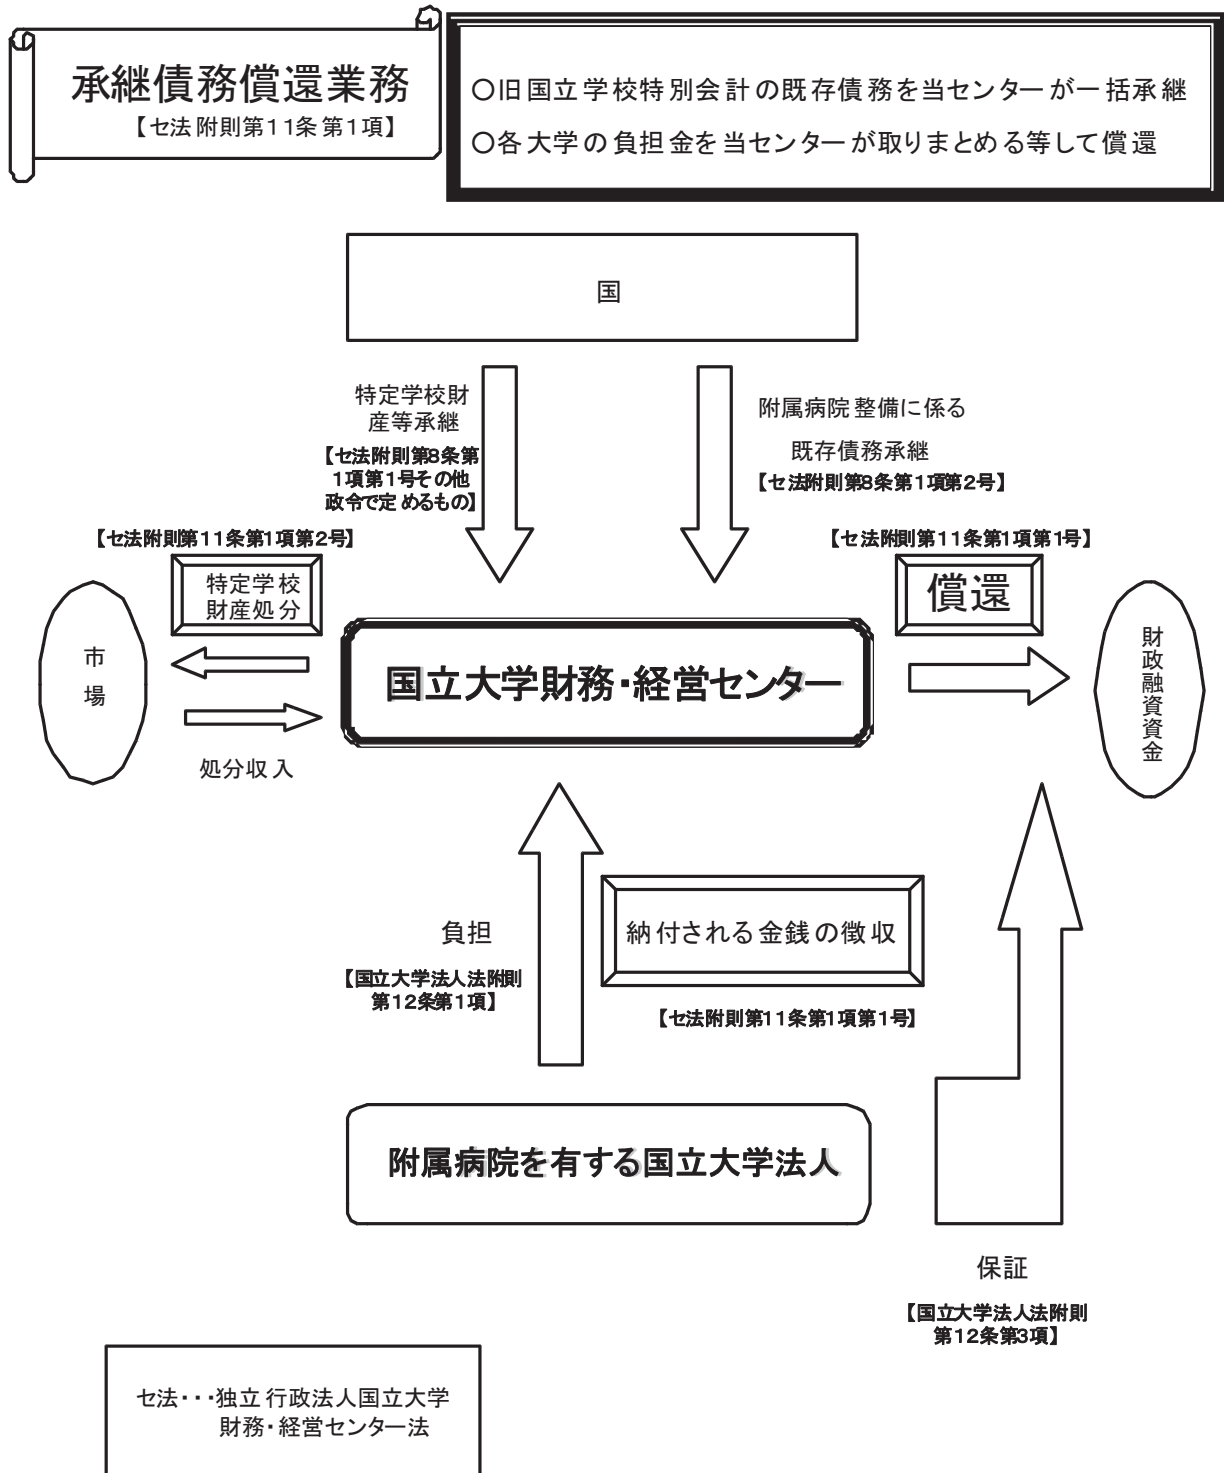 承継債務償還業務
【セ法附則第11条第1項】
○旧国立学校特別会計の既存債務を当センターが一括承継
○各大学の負担金を当センターが取りまとめる等して償還
国
特定学校財
産等承継
【セ法附則第8条第
1項第1号その他
政令で定めるもの】
附属病院整備に係る
既存債務承継
【セ法附則第8条第1項第2号】
【セ法附則第11条第1項第2号】
特定学校
財産処分
【セ法附則第11条第1項第1号】
償還
市
場
国立大学財務・経営センター
財政融資資金
処分収入
負担
【国立大学法人法附則
第12条第1項】
納付される金銭の徴収
【セ法附則第11条第1項第1号】
附属病院を有する国立大学法人
保証
【国立大学法人法附則
第12条第3項】
セ法・・・独立行政法人国立大学
財務・経営センター法